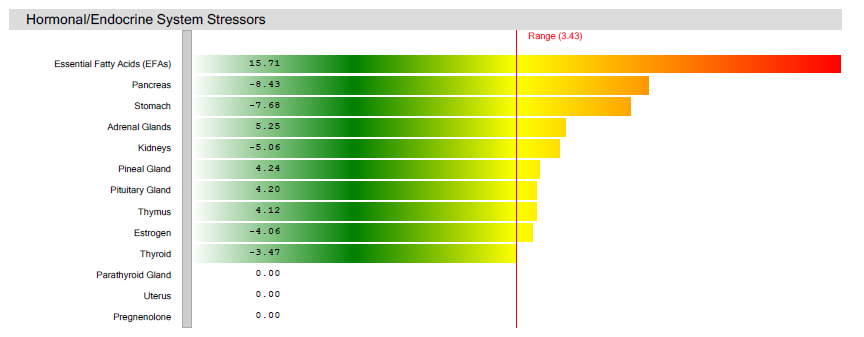 Hormonal/Endocrine System Stressors
Range (3.43)
Essential Fatty Acids (EFAs) 15.71
Pancreas -8.43
Stomach -7.68
Adrenal Glands 5.25
Kidneys -5.06
Pineal Gland 4.24
Pituitary Gland 4.20
Thymus 4.12
Estrogen -4.06
Thyroid -3.47
Parathyroid Gland 0.00
Uterus 0.00
Pregnenolone 0.00